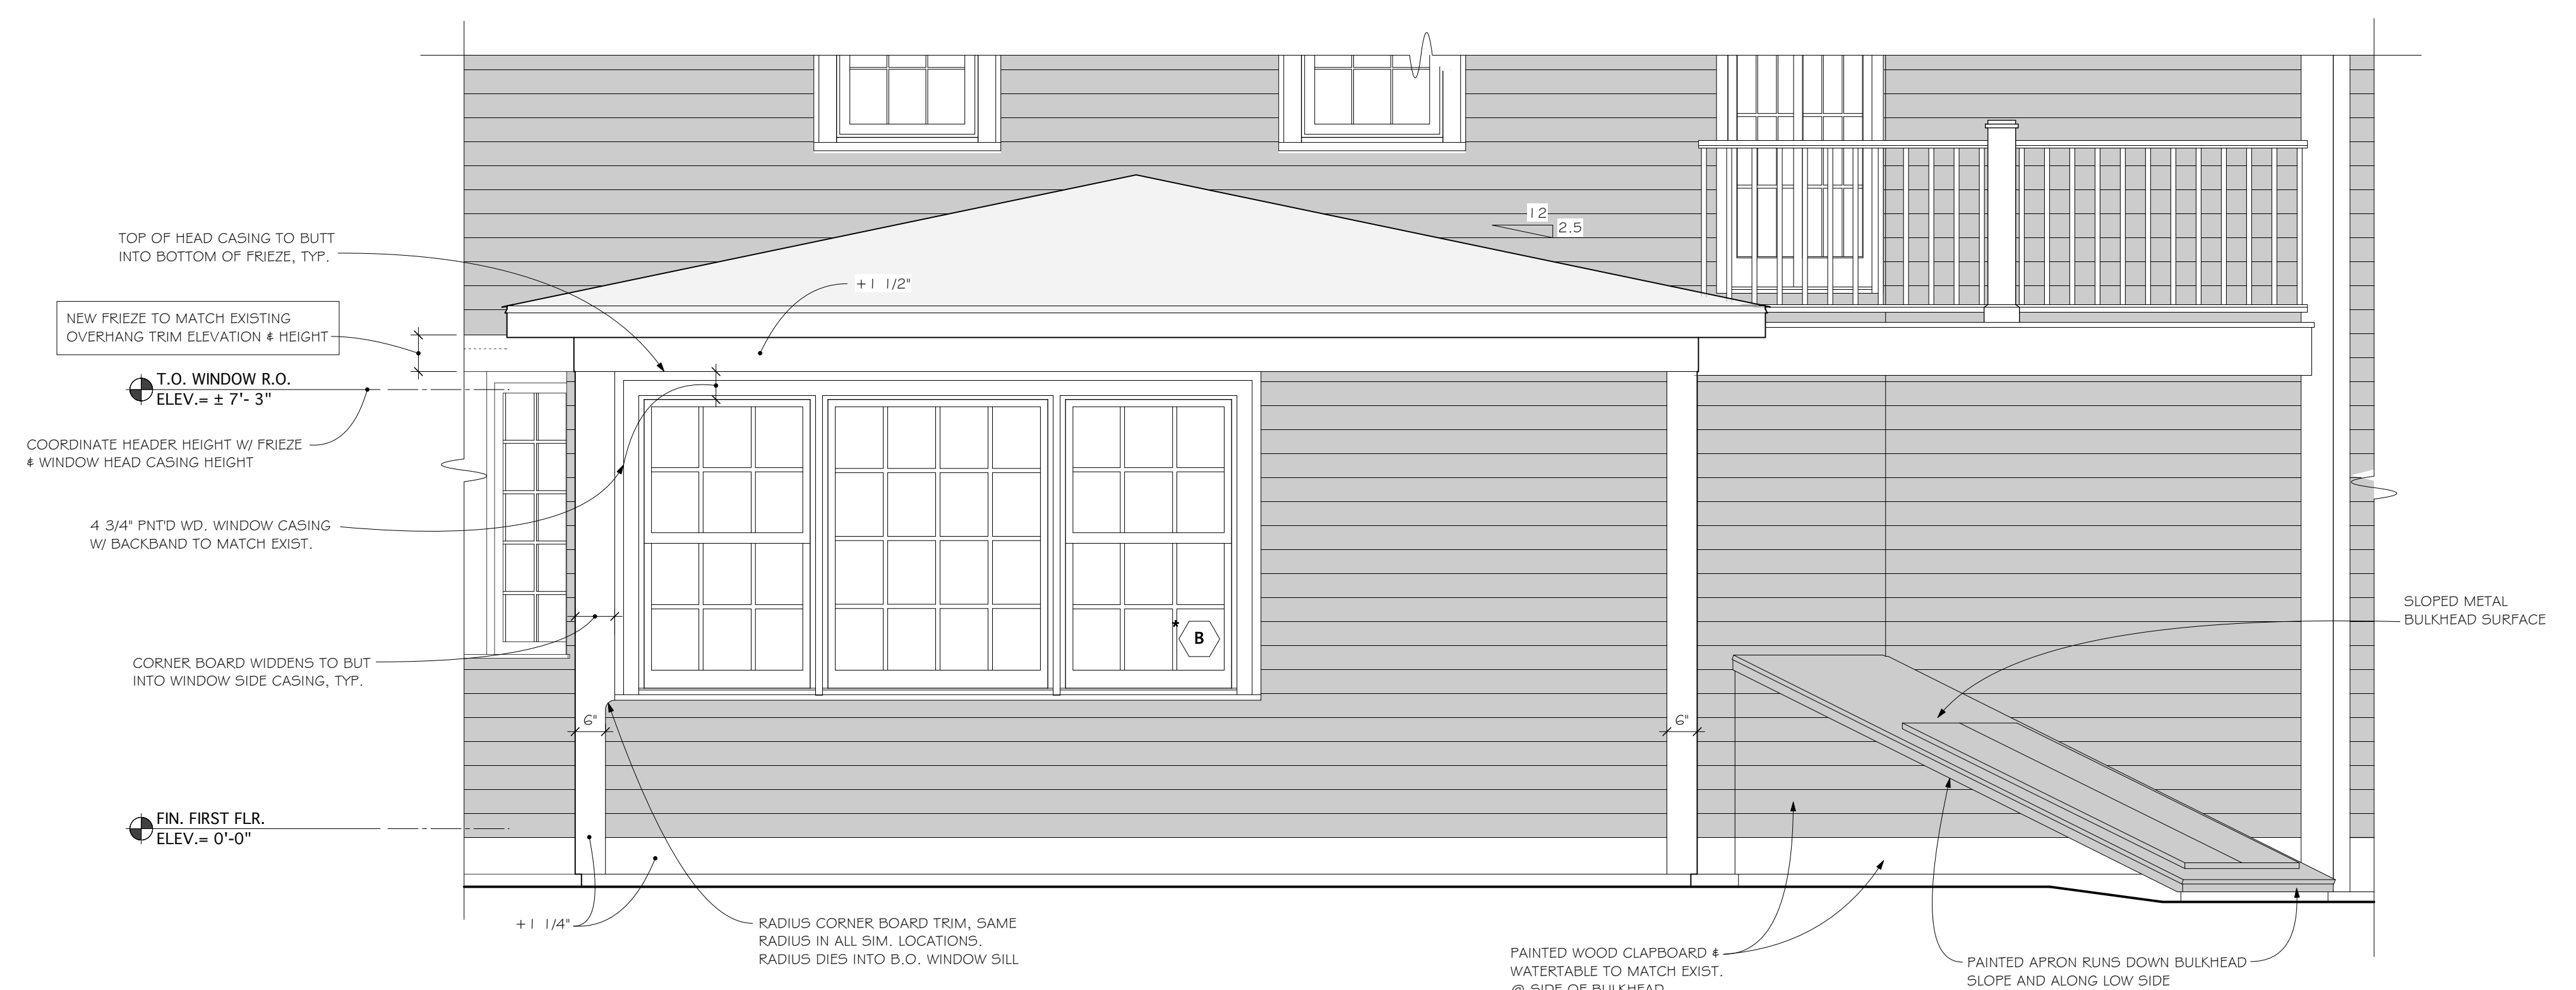 12
2.5
TOP OF HEAD CASING TO BUTT
INTO BOTTOM OF FRIEZE, TYP.
+1 1/2"
NEW FRIEZE TO MATCH EXISTING
OVERHANG TRIM ELEVATION & HEIGHT
T.O. WINDOW R.O.
ELEV.= ± 7'- 3"
COORDINATE HEADER HEIGHT W/ FRIEZE
& WINDOW HEAD CASING HEIGHT
4 3/4" PNT'D WD. WINDOW CASING
W/ BACKBAND TO MATCH EXIST.
SLOPED METAL
BULKHEAD SURFACE
* B
CORNER BOARD WIDDENS TO BUT
INTO WINDOW SIDE CASING, TYP.
6"
6"
FIN. FIRST FLR.
ELEV.= 0'-0"
+1 1/4"
RADIUS CORNER BOARD TRIM, SAME
RADIUS IN ALL SIM. LOCATIONS.
RADIUS DIES INTO B.O. WINDOW SILL
PAINTED WOOD CLAPBOARD &
WATERTABLE TO MATCH EXIST.
@ SIDE OF BULKHEAD
PAINTED APRON RUNS DOWN BULKHEAD
SLOPE AND ALONG LOW SIDE